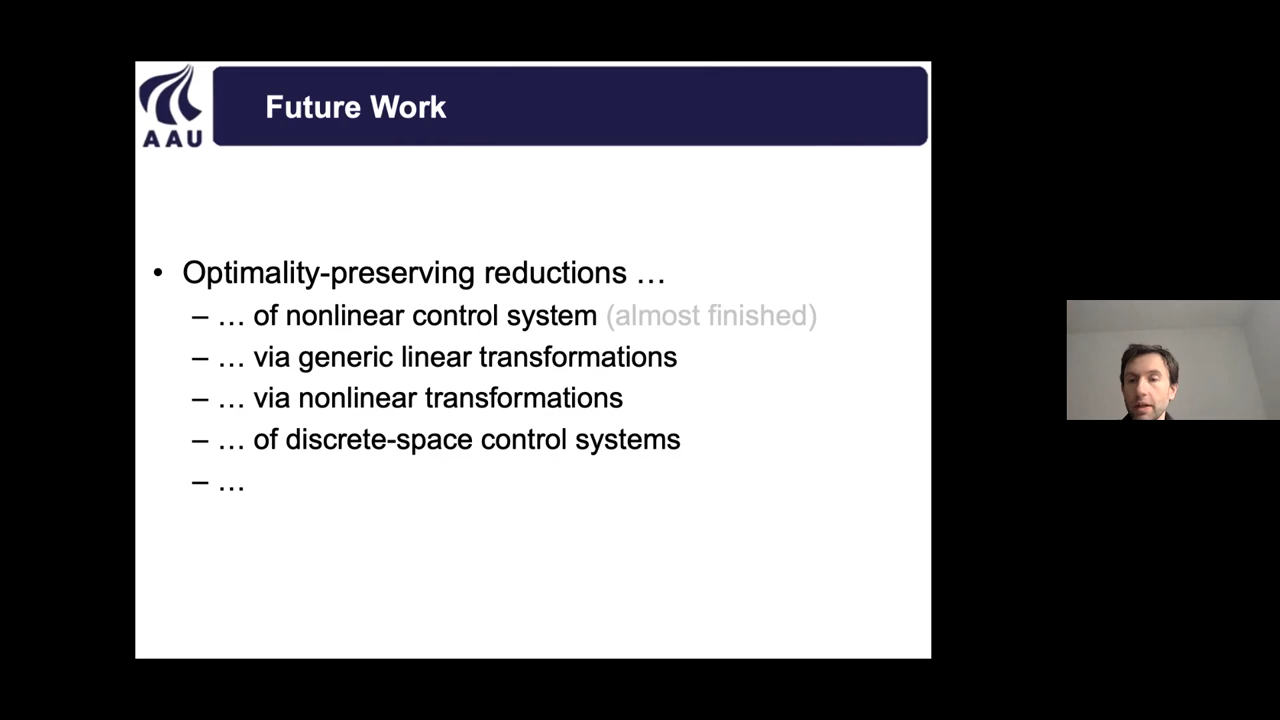 AAU
Future Work
• Optimality-preserving reductions …
– … of nonlinear control system (almost finished)
– … via generic linear transformations
– … via nonlinear transformations
– … of discrete-space control systems
– …